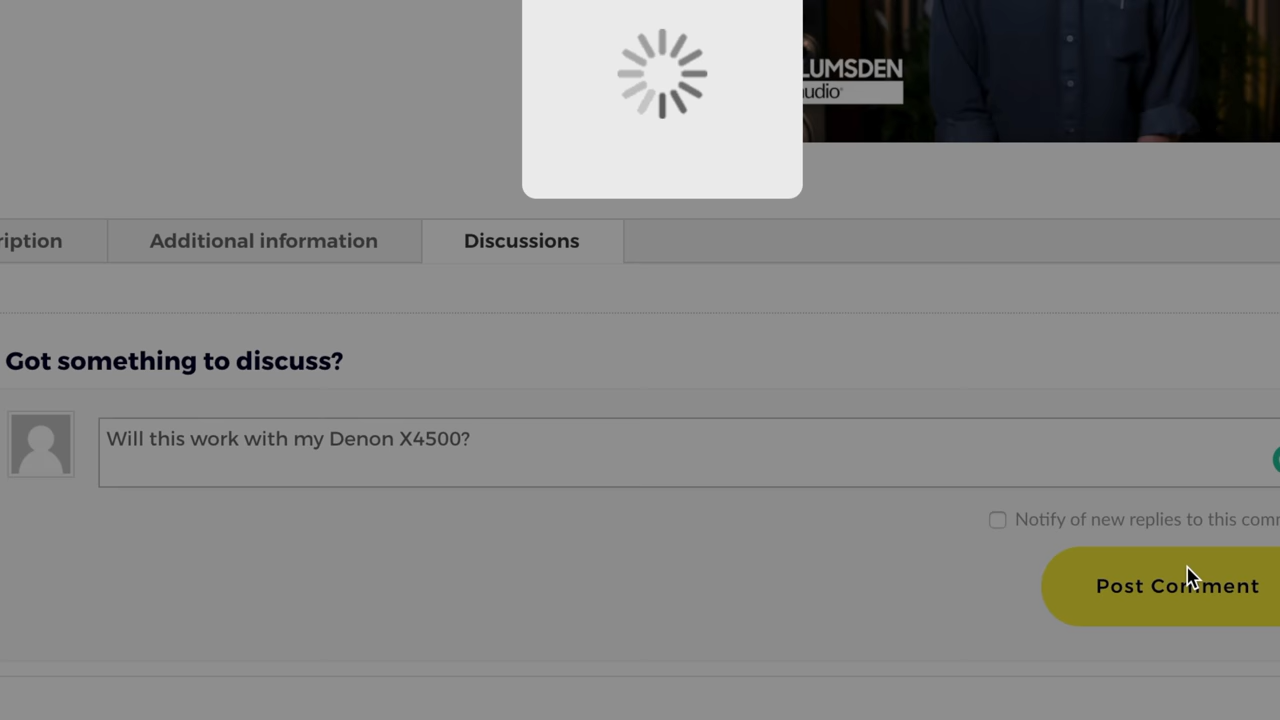 LUMSDEN
audio
ription
Additional information
Discussions
Got something to discuss?
Will this work with my Denon X4500?
Notify of new replies to this comm
Post Comment